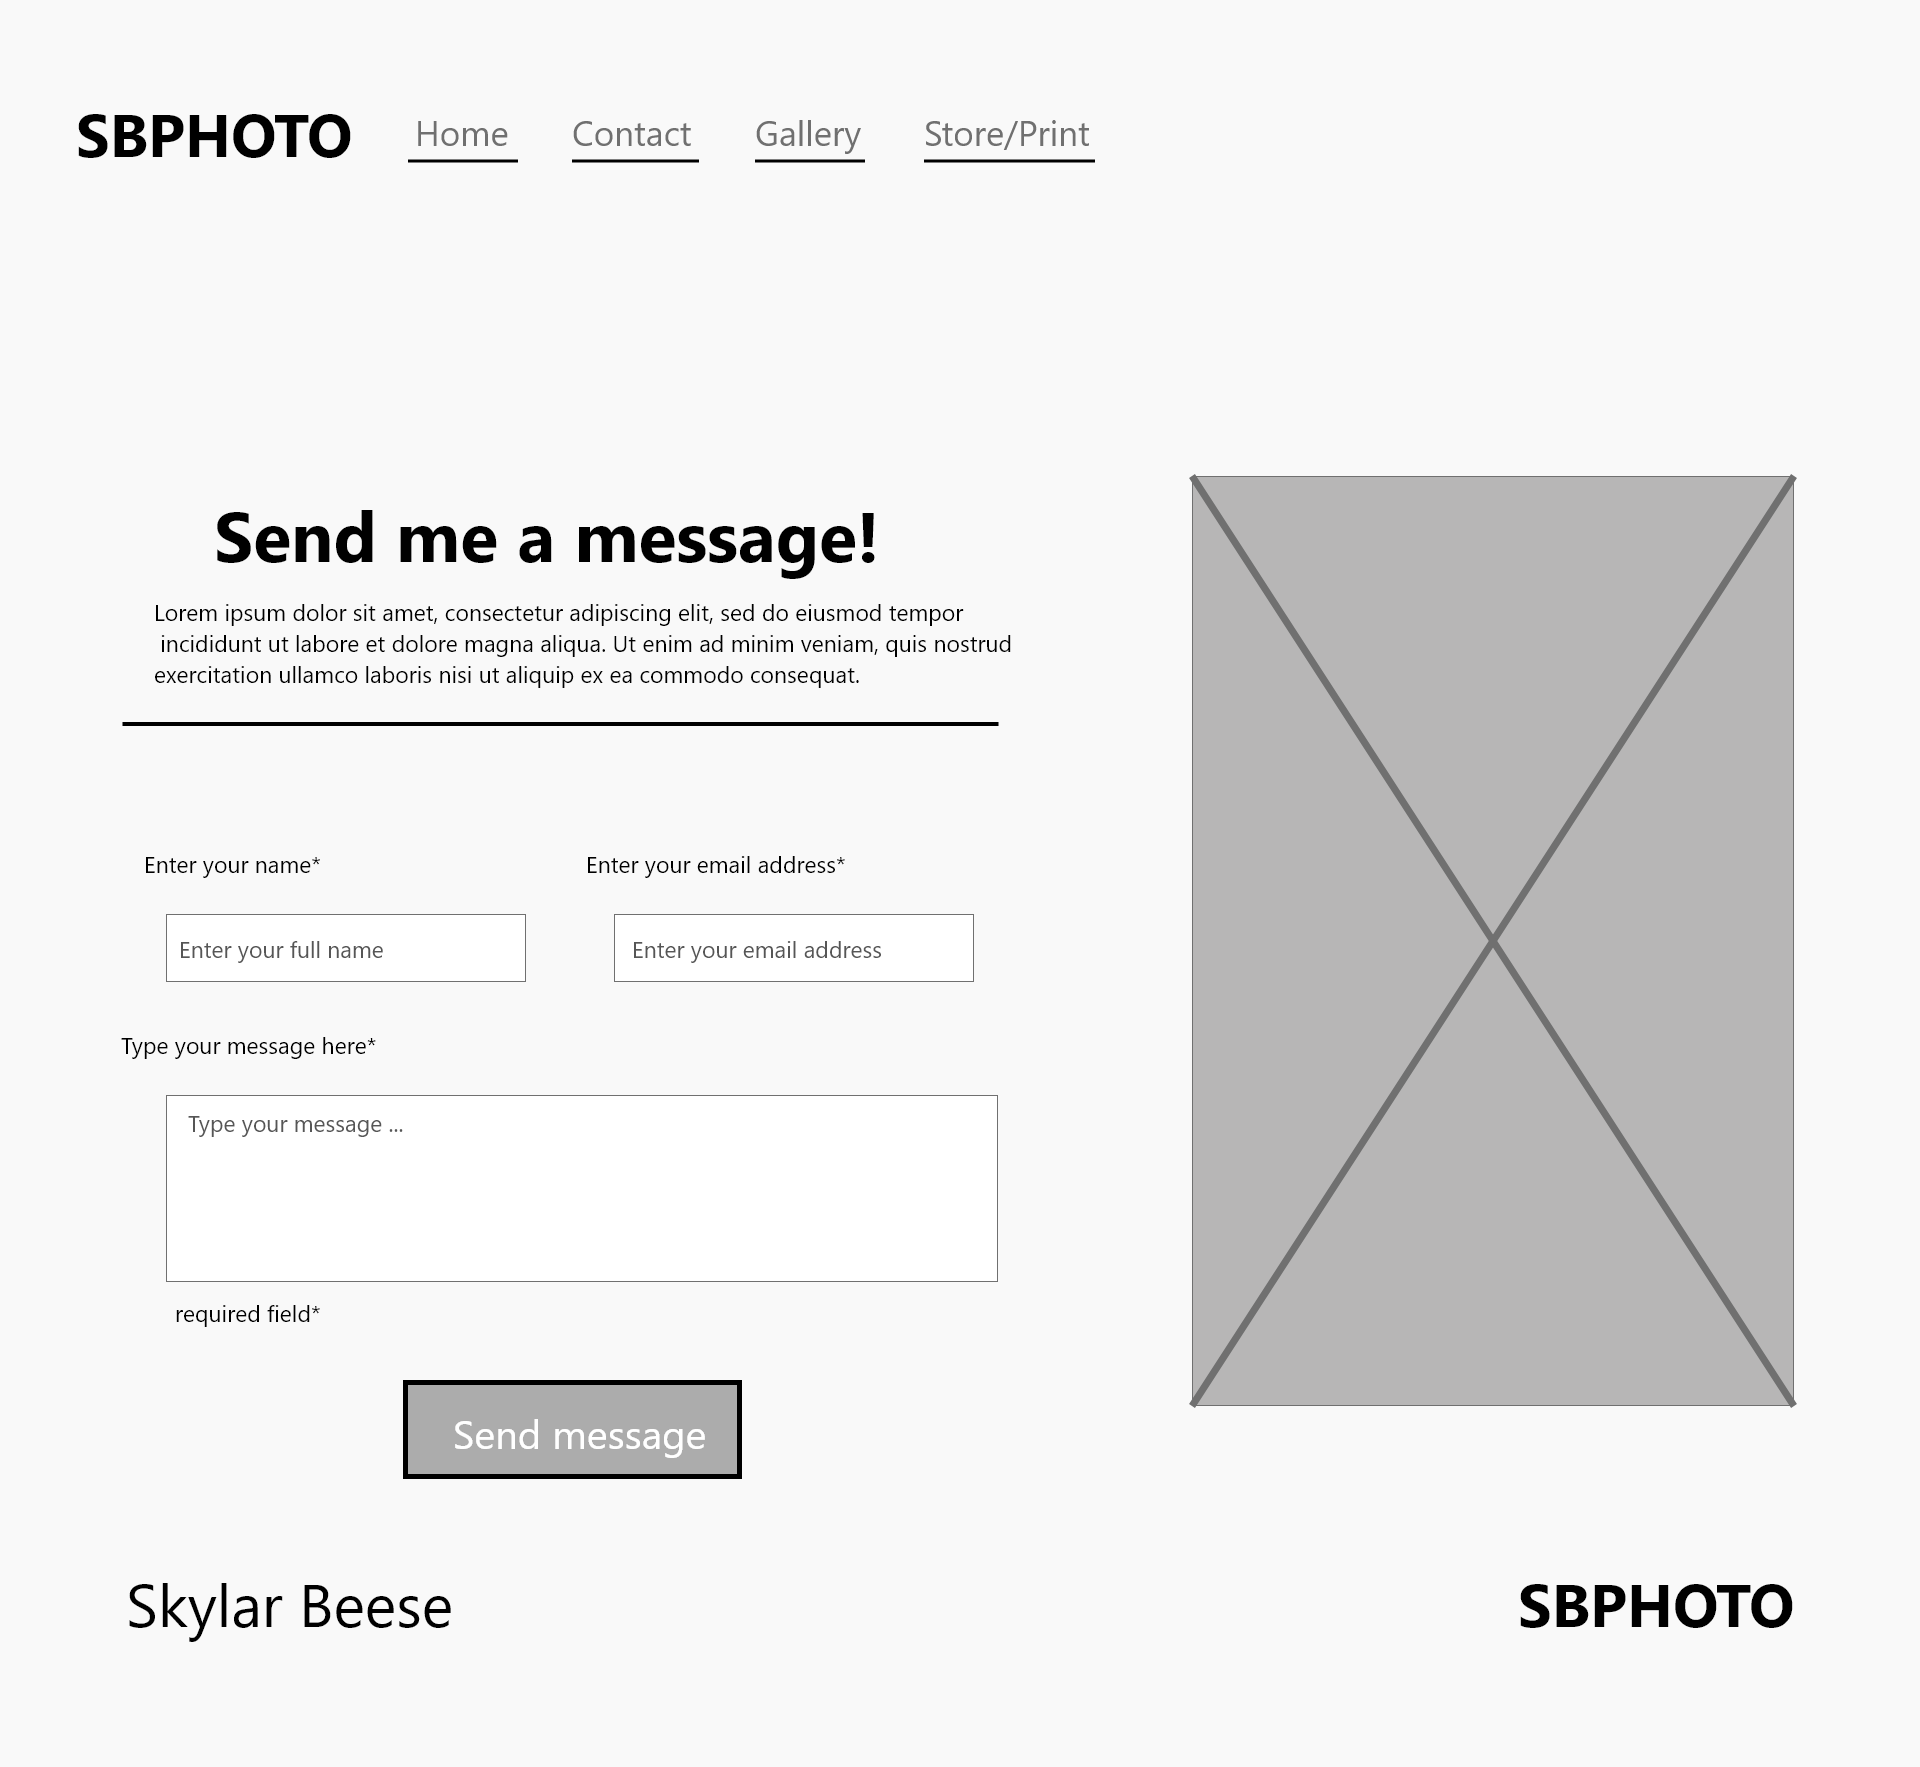 SBPHOTO Home Contact Gallery Store/Print
Send me a message!
Lorem ipsum dolor sit amet, consectetur adipiscing elit, sed do eiusmod tempor
incididunt ut labore et dolore magna aliqua. Ut enim ad minim veniam, quis nostrud
exercitation ullamco laboris nisi ut aliquip ex ea commodo consequat.
Enter your name* Enter your email address*
Enter your full name Enter your email address
Type your message here*
Type your message ...
required field*
Send message
Skylar Beese SBPHOTO